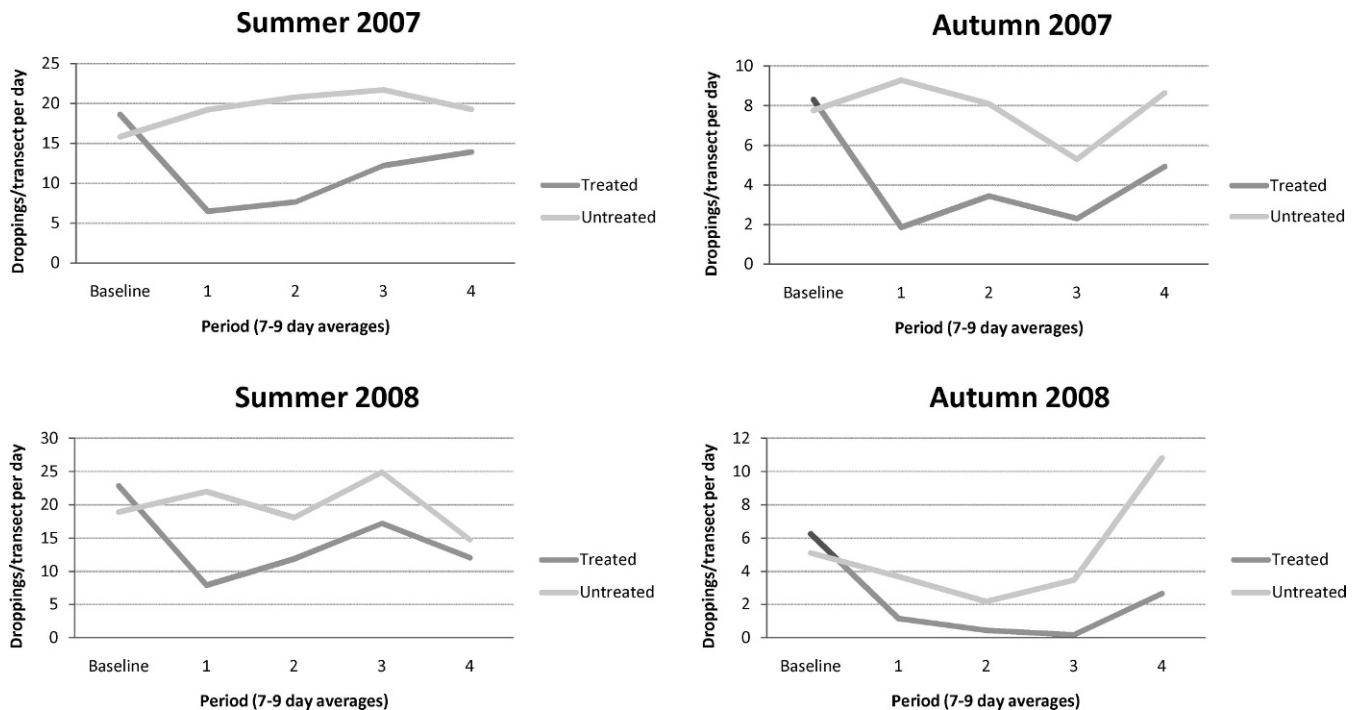 Summer 2007
Droppings/transect per day
25
20
15
10
5
0
Baseline 1 2 3 4
Period (7-9 day averages)
Treated
Untreated
Autumn 2007
Droppings/transect per day
10
8
6
4
2
0
Baseline 1 2 3 4
Period (7-9 day averages)
Treated
Untreated
Summer 2008
Droppings/transect per day
30
25
20
15
10
5
0
Baseline 1 2 3 4
Period (7-9 day averages)
Treated
Untreated
Autumn 2008
Droppings/transect per day
12
10
8
6
4
2
0
Baseline 1 2 3 4
Period (7-9 day averages)
Treated
Untreated